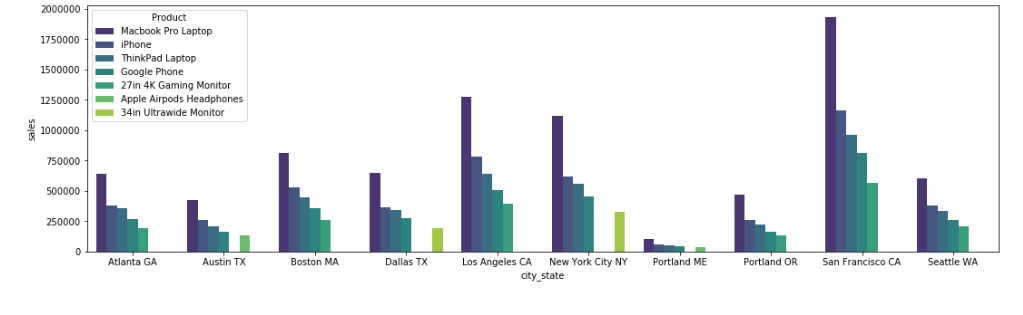 2000000
1750000
1500000
1250000
1000000
750000
500000
250000
0
sales
Product
Macbook Pro Laptop
iPhone
ThinkPad Laptop
Google Phone
27in 4K Gaming Monitor
Apple Airpods Headphones
34in Ultrawide Monitor
Atlanta GA
Austin TX
Boston MA
Dallas TX
Los Angeles CA
New York City NY
Portland ME
Portland OR
San Francisco CA
Seattle WA
city_state